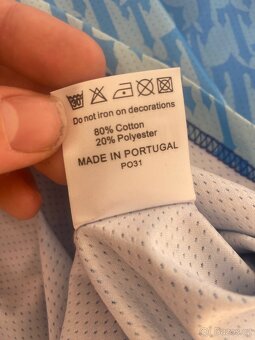 Do not iron on decorations
80% Cotton
20% Polyester
MADE IN PORTUGAL
PO31